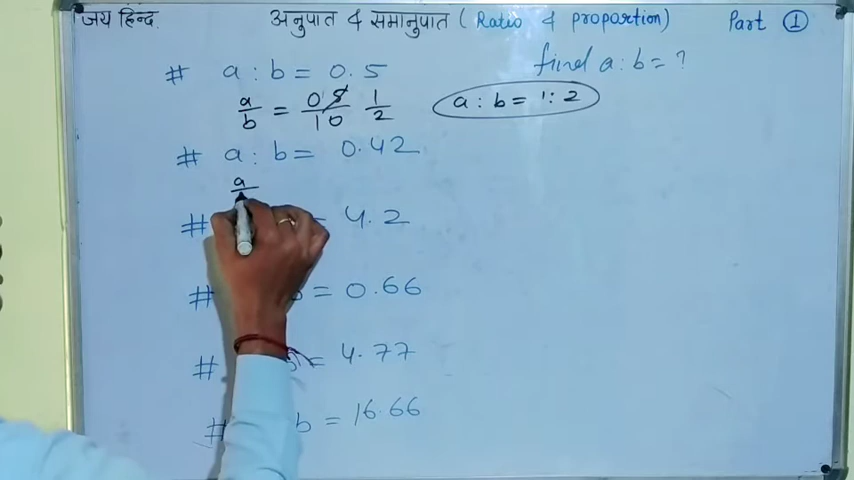 जय हिन्द. अनुपात & समानुपात ( Ratio & proportion) Part ①
find a : b = ?
# a : b = 0.5
a/b = 05/10 1/2 a : b = 1 : 2
# a : b = 0.42
a
# = 4.2
# b = 0.66
# b = 4.77
# b = 16.66